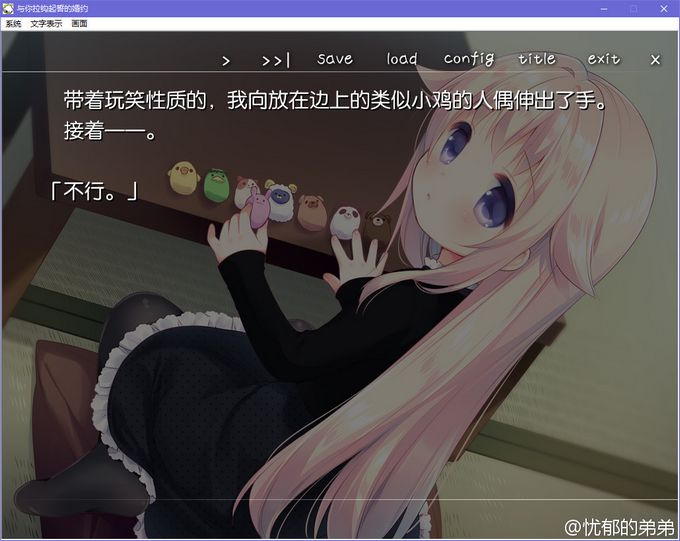 与你拉钩起誓的婚约
系统 文字表示 画面
> >>| save load config title exit x
带着玩笑性质的，我向放在边上的类似小鸡的人偶伸出了手。
接着——。
「不行。」
@忧郁的弟弟